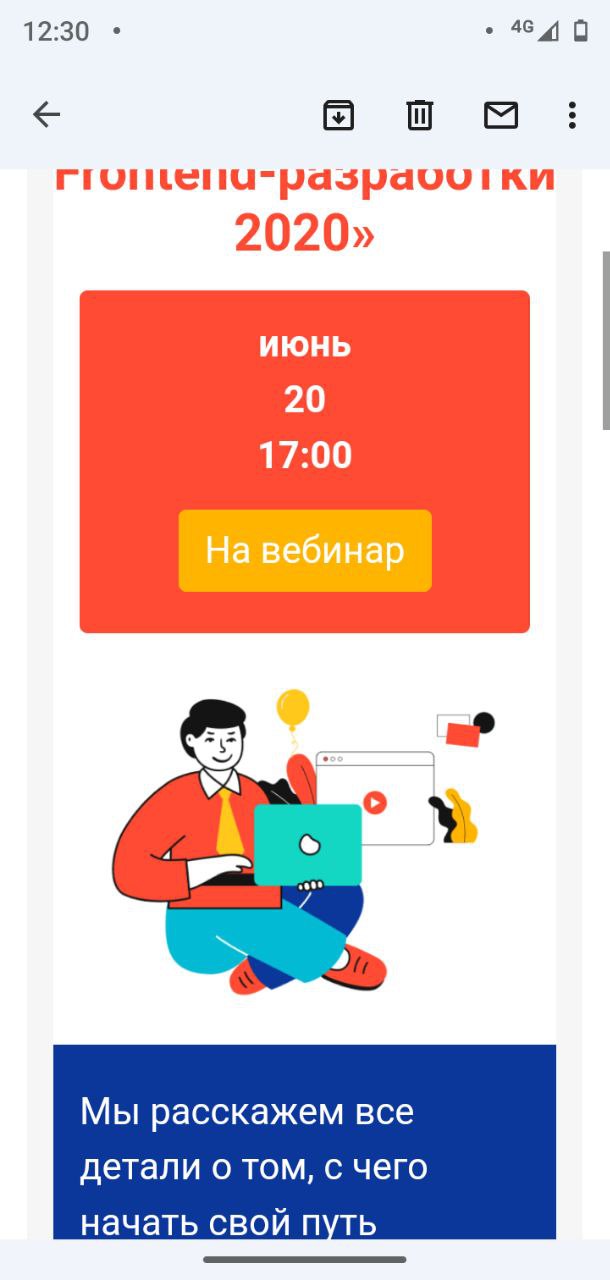 12:30
4G
Frontend-разработки
2020»
июнь
20
17:00
На вебинар
Мы расскажем все
детали о том, с чего
начать свой путь